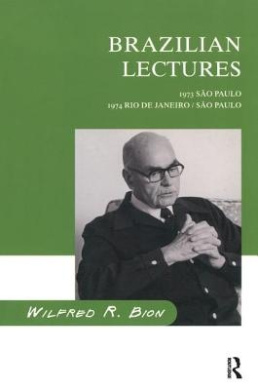 BRAZILIAN
LECTURES
1973 SÃO PAULO
1974 RIO DE JANEIRO / SÃO PAULO
WILFRED R. BION
R